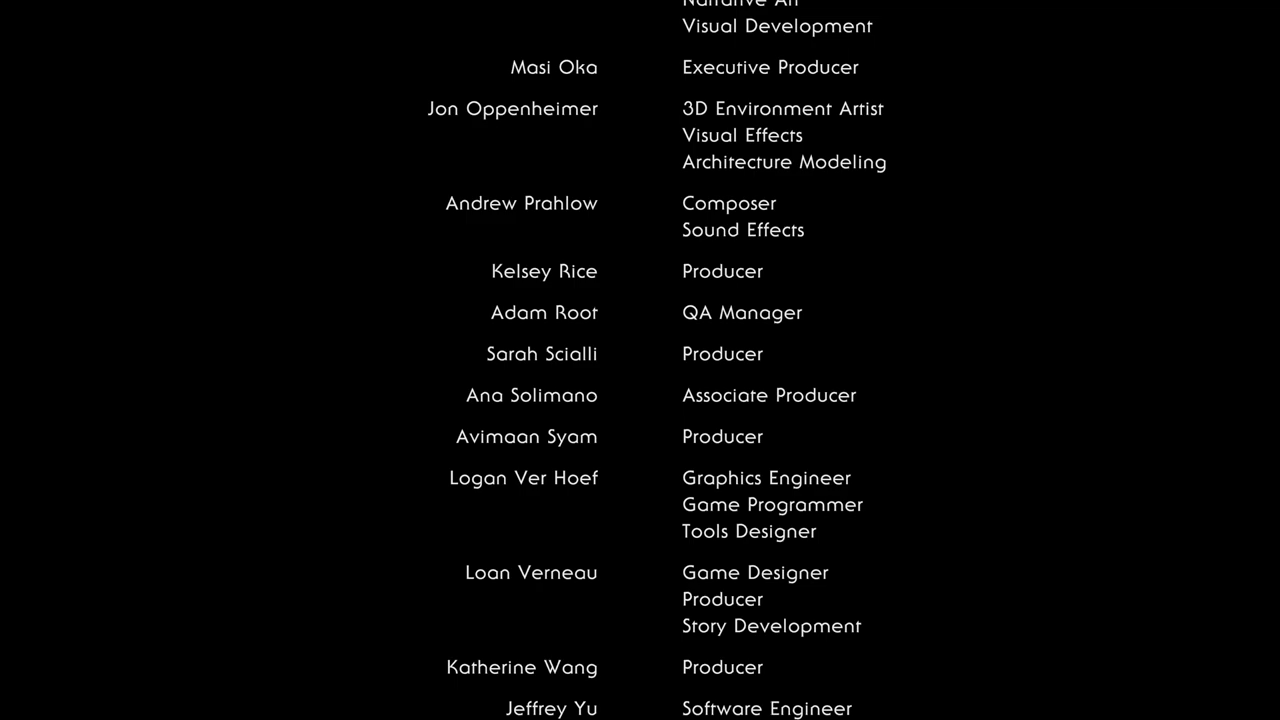 Narrative Art
Visual Development
Masi Oka Executive Producer
Jon Oppenheimer 3D Environment Artist
Visual Effects
Architecture Modeling
Andrew Prahlow Composer
Sound Effects
Kelsey Rice Producer
Adam Root QA Manager
Sarah Scialli Producer
Ana Solimano Associate Producer
Avimaan Syam Producer
Logan Ver Hoef Graphics Engineer
Game Programmer
Tools Designer
Loan Verneau Game Designer
Producer
Story Development
Katherine Wang Producer
Jeffrey Yu Software Engineer